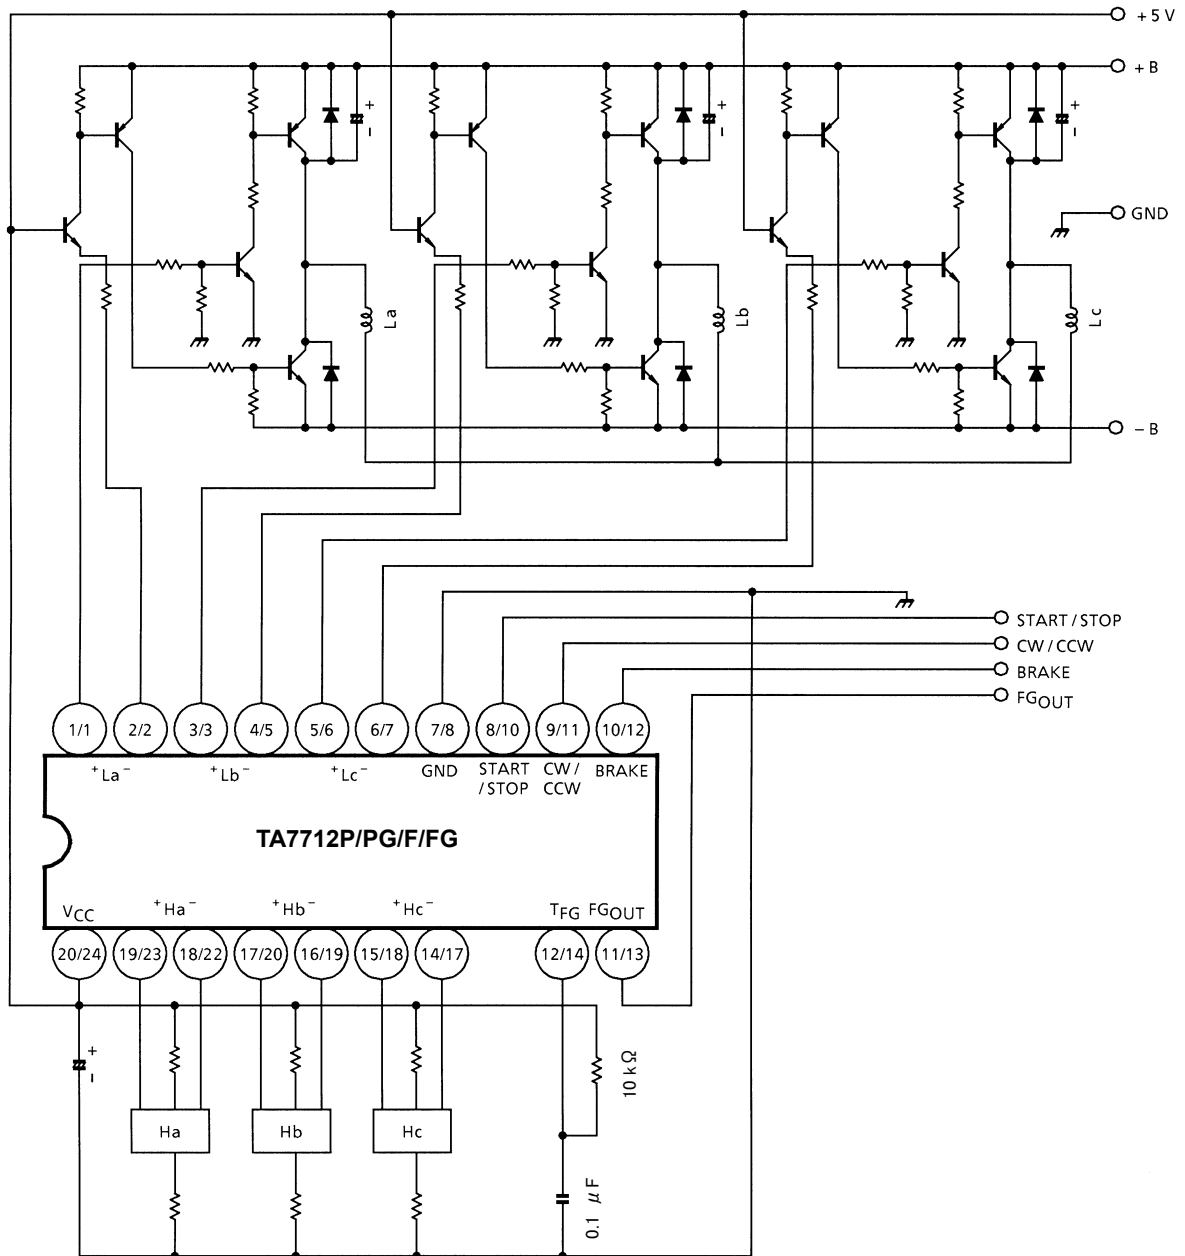 +5 V
+ B
+
−
+
−
+
−
GND
La
Lb
Lc
− B
START / STOP
CW / CCW
BRAKE
FGOUT
1/1
2/2
3/3
4/5
5/6
6/7
7/8
8/10
9/11
10/12
+La−
+Lb−
+Lc−
GND
START
/ STOP
CW /
CCW
BRAKE
TA7712P/PG/F/FG
VCC
+Ha−
+Hb−
+Hc−
TFG
FGOUT
20/24
19/23
18/22
17/20
16/19
15/18
14/17
12/14
11/13
+
−
10 kΩ
Ha
Hb
Hc
0.1 μF